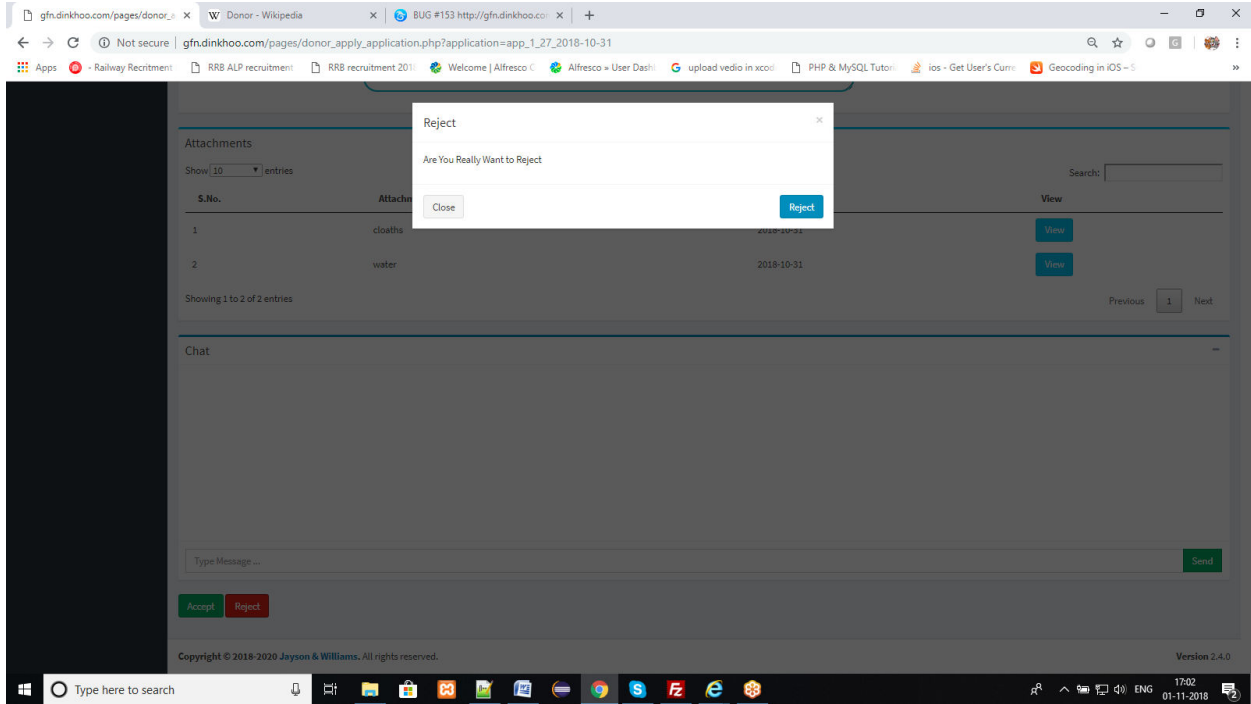 gfn.dinkhoo.com/pages/donor_a
W Donor - Wikipedia
BUG #153 http://gfn.dinkhoo.co
Not secure gfn.dinkhoo.com/pages/donor_apply_application.php?application=app_1_27_2018-10-31
Apps - Railway Recritment RRB ALP recruitment RRB recruitment 201 Welcome | Alfresco Alfresco » User Dash G upload vedio in xcod PHP & MySQL Tutor ios - Get User's Curre Geocoding in iOS – S »
Reject ×
Are You Really Want to Reject
Close Reject
Attachments
Show 10 entries Search:
S.No. Attachm View
1 cloaths 2018-10-31 View
2 water 2018-10-31 View
Showing 1 to 2 of 2 entries Previous 1 Next
Chat
Type Message ... Send
Accept Reject
Copyright © 2018-2020 Jayson & Williams. All rights reserved. Version 2.4.0
Type here to search ENG 17:02
01-11-2018